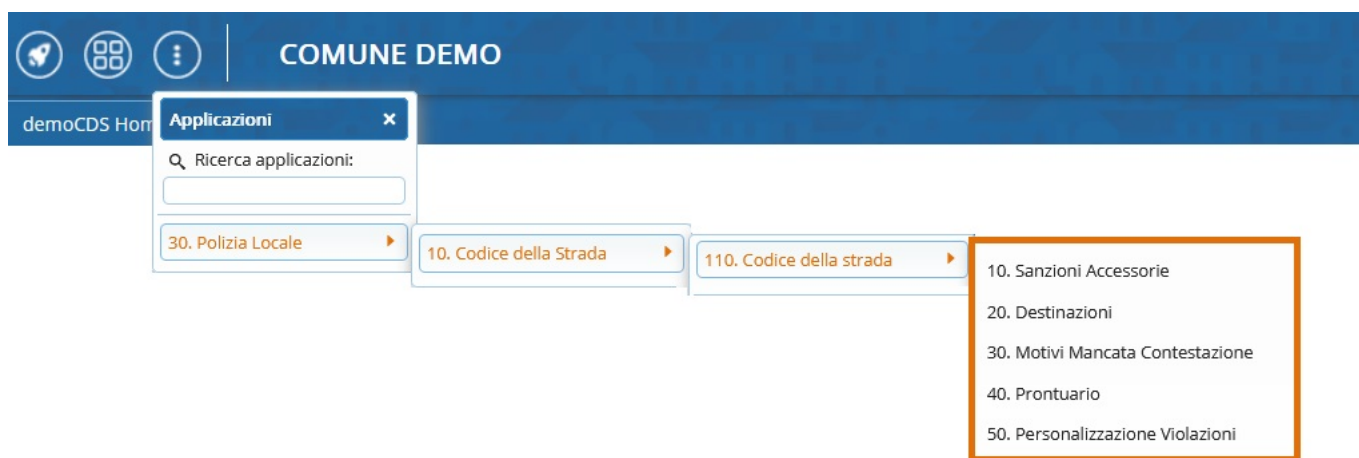 COMUNE DEMO
demoCDS Hom
Applicazioni
Ricerca applicazioni:
30. Polizia Locale
10. Codice della Strada
110. Codice della strada
10. Sanzioni Accessorie
20. Destinazioni
30. Motivi Mancata Contestazione
40. Prontuario
50. Personalizzazione Violazioni